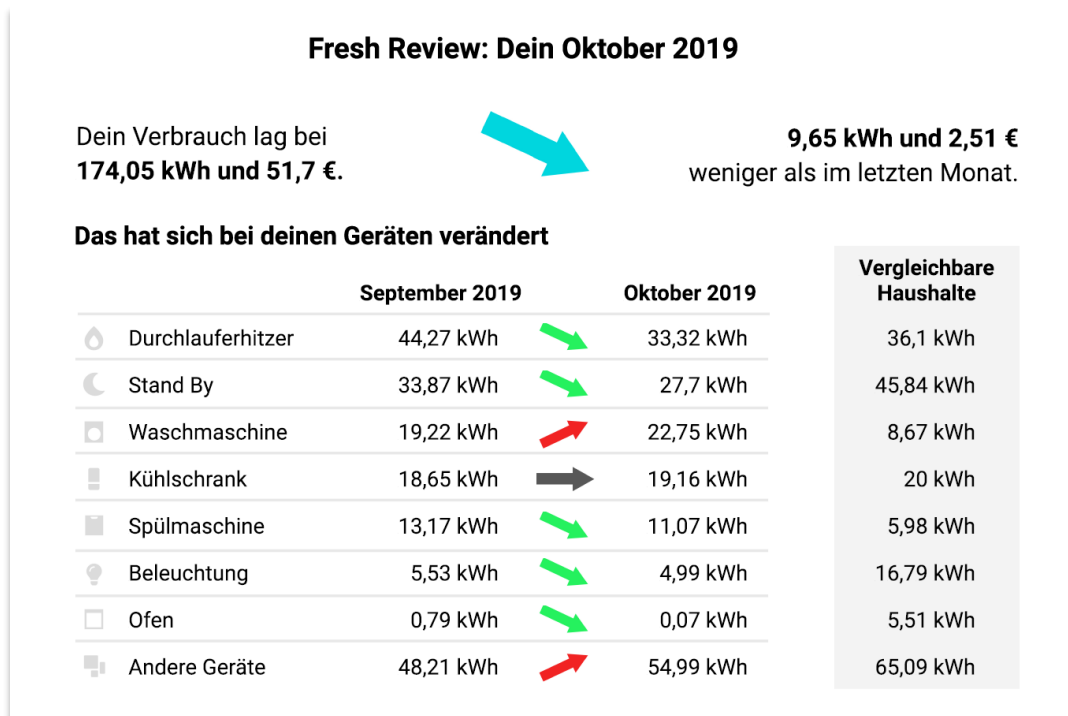 Fresh Review: Dein Oktober 2019
Dein Verbrauch lag bei
174,05 kWh und 51,7 €.
9,65 kWh und 2,51 €
weniger als im letzten Monat.
Das hat sich bei deinen Geräten verändert
September 2019 Oktober 2019 Vergleichbare
Haushalte
Durchlauferhitzer 44,27 kWh 33,32 kWh 36,1 kWh
Stand By 33,87 kWh 27,7 kWh 45,84 kWh
Waschmaschine 19,22 kWh 22,75 kWh 8,67 kWh
Kühlschrank 18,65 kWh 19,16 kWh 20 kWh
Spülmaschine 13,17 kWh 11,07 kWh 5,98 kWh
Beleuchtung 5,53 kWh 4,99 kWh 16,79 kWh
Ofen 0,79 kWh 0,07 kWh 5,51 kWh
Andere Geräte 48,21 kWh 54,99 kWh 65,09 kWh